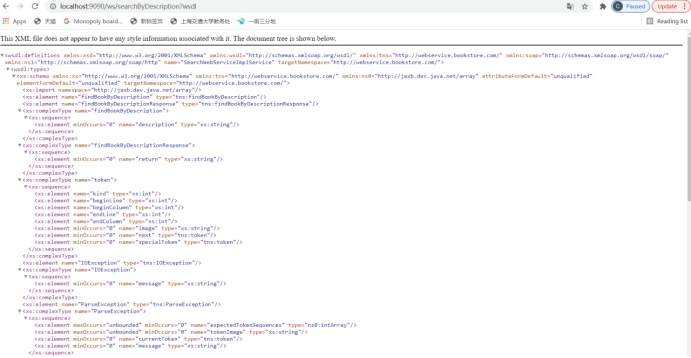 localhost:9090/ws/searchByDescription?wsdl
Paused
Update
Apps
天猫
Monopoly board...
新标签页
上海交通大学教务处
一亩三分地
Reading list
This XML file does not appear to have any style information associated with it. The document tree is shown below.
▼<wsdl:definitions xmlns:xsd="http://www.w3.org/2001/XMLSchema" xmlns:wsdl="http://schemas.xmlsoap.org/wsdl/" xmlns:tns="http://webservice.bookstore.com/" xmlns:soap="http://schemas.xmlsoap.org/wsdl/soap/"
xmlns:ns1="http://schemas.xmlsoap.org/soap/http" name="SearchWebServiceImplService" targetNamespace="http://webservice.bookstore.com/">
▼<wsdl:types>
▼<xs:schema xmlns:xs="http://www.w3.org/2001/XMLSchema" xmlns:tns="http://webservice.bookstore.com/" xmlns:ns0="http://jaxb.dev.java.net/array" attributeFormDefault="unqualified"
elementFormDefault="unqualified" targetNamespace="http://webservice.bookstore.com/">
<xs:import namespace="http://jaxb.dev.java.net/array"/>
<xs:element name="findBookByDescription" type="tns:findBookByDescription"/>
<xs:element name="findBookByDescriptionResponse" type="tns:findBookByDescriptionResponse"/>
▼<xs:complexType name="findBookByDescription">
▼<xs:sequence>
<xs:element minOccurs="0" name="description" type="xs:string"/>
</xs:sequence>
</xs:complexType>
▼<xs:complexType name="findBookByDescriptionResponse">
▼<xs:sequence>
<xs:element minOccurs="0" name="return" type="xs:string"/>
</xs:sequence>
</xs:complexType>
▼<xs:complexType name="token">
▼<xs:sequence>
<xs:element name="kind" type="xs:int"/>
<xs:element name="beginLine" type="xs:int"/>
<xs:element name="beginColumn" type="xs:int"/>
<xs:element name="endLine" type="xs:int"/>
<xs:element name="endColumn" type="xs:int"/>
<xs:element minOccurs="0" name="image" type="xs:string"/>
<xs:element minOccurs="0" name="next" type="tns:token"/>
<xs:element minOccurs="0" name="specialToken" type="tns:token"/>
</xs:sequence>
</xs:complexType>
<xs:element name="IOException" type="tns:IOException"/>
▼<xs:complexType name="IOException">
▼<xs:sequence>
<xs:element minOccurs="0" name="message" type="xs:string"/>
</xs:sequence>
</xs:complexType>
<xs:element name="ParseException" type="tns:ParseException"/>
▼<xs:complexType name="ParseException">
▼<xs:sequence>
<xs:element maxOccurs="unbounded" minOccurs="0" name="expectedTokenSequences" type="ns0:intArray"/>
<xs:element maxOccurs="unbounded" minOccurs="0" name="tokenImage" type="xs:string"/>
<xs:element minOccurs="0" name="currentToken" type="tns:token"/>
<xs:element minOccurs="0" name="message" type="xs:string"/>
</xs:sequence>